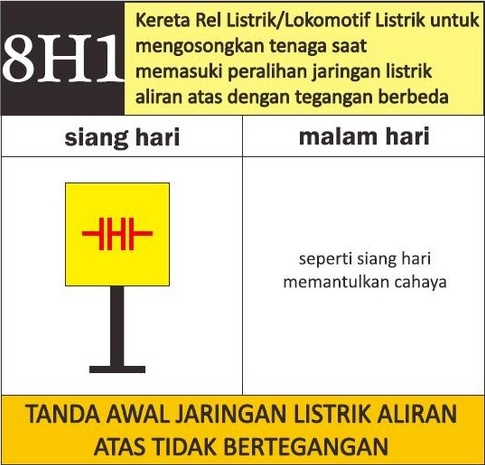 8H1
Kereta Rel Listrik/Lokomotif Listrik untuk
mengosongkan tenaga saat
memasuki peralihan jaringan listrik
aliran atas dengan tegangan berbeda
siang hari
malam hari
seperti siang hari
memantulkan cahaya
TANDA AWAL JARINGAN LISTRIK ALIRAN
ATAS TIDAK BERTEGANGAN